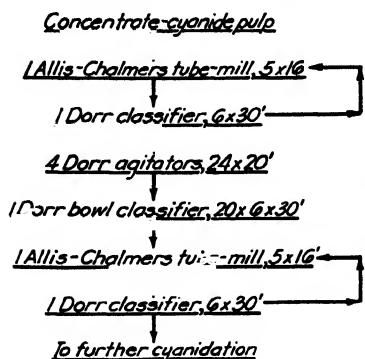 Concentrate-cyanide pulp
1 Allis-Chalmers tube-mill, 5x16
1 Dorr classifier, 6x30'
4 Dorr agitators, 24x20'
1 Dorr bowl classifier, 20x6x30'
1 Allis-Chalmers mill, 5x16'
1 Dorr classifier, 6x30'
To further cyanidation